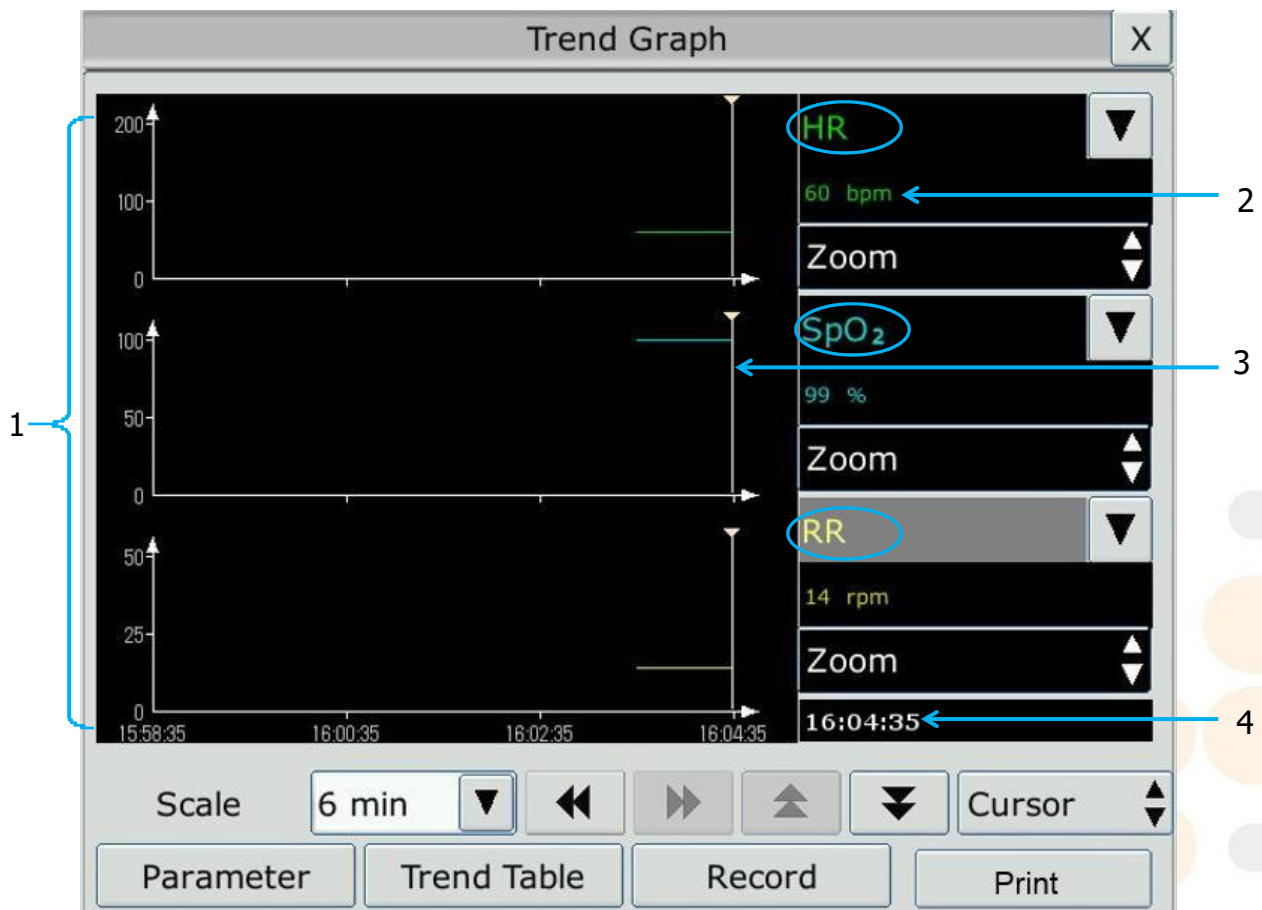 Trend Graph X
200
100
0
HR
60 bpm
Zoom
2
100
50
0
SpO₂
99 %
Zoom
3
1
50
25
0
RR
14 rpm
Zoom
15:58:35 16:00:35 16:02:35 16:04:35
16:04:35
4
Scale 6 min Cursor
Parameter Trend Table Record Print